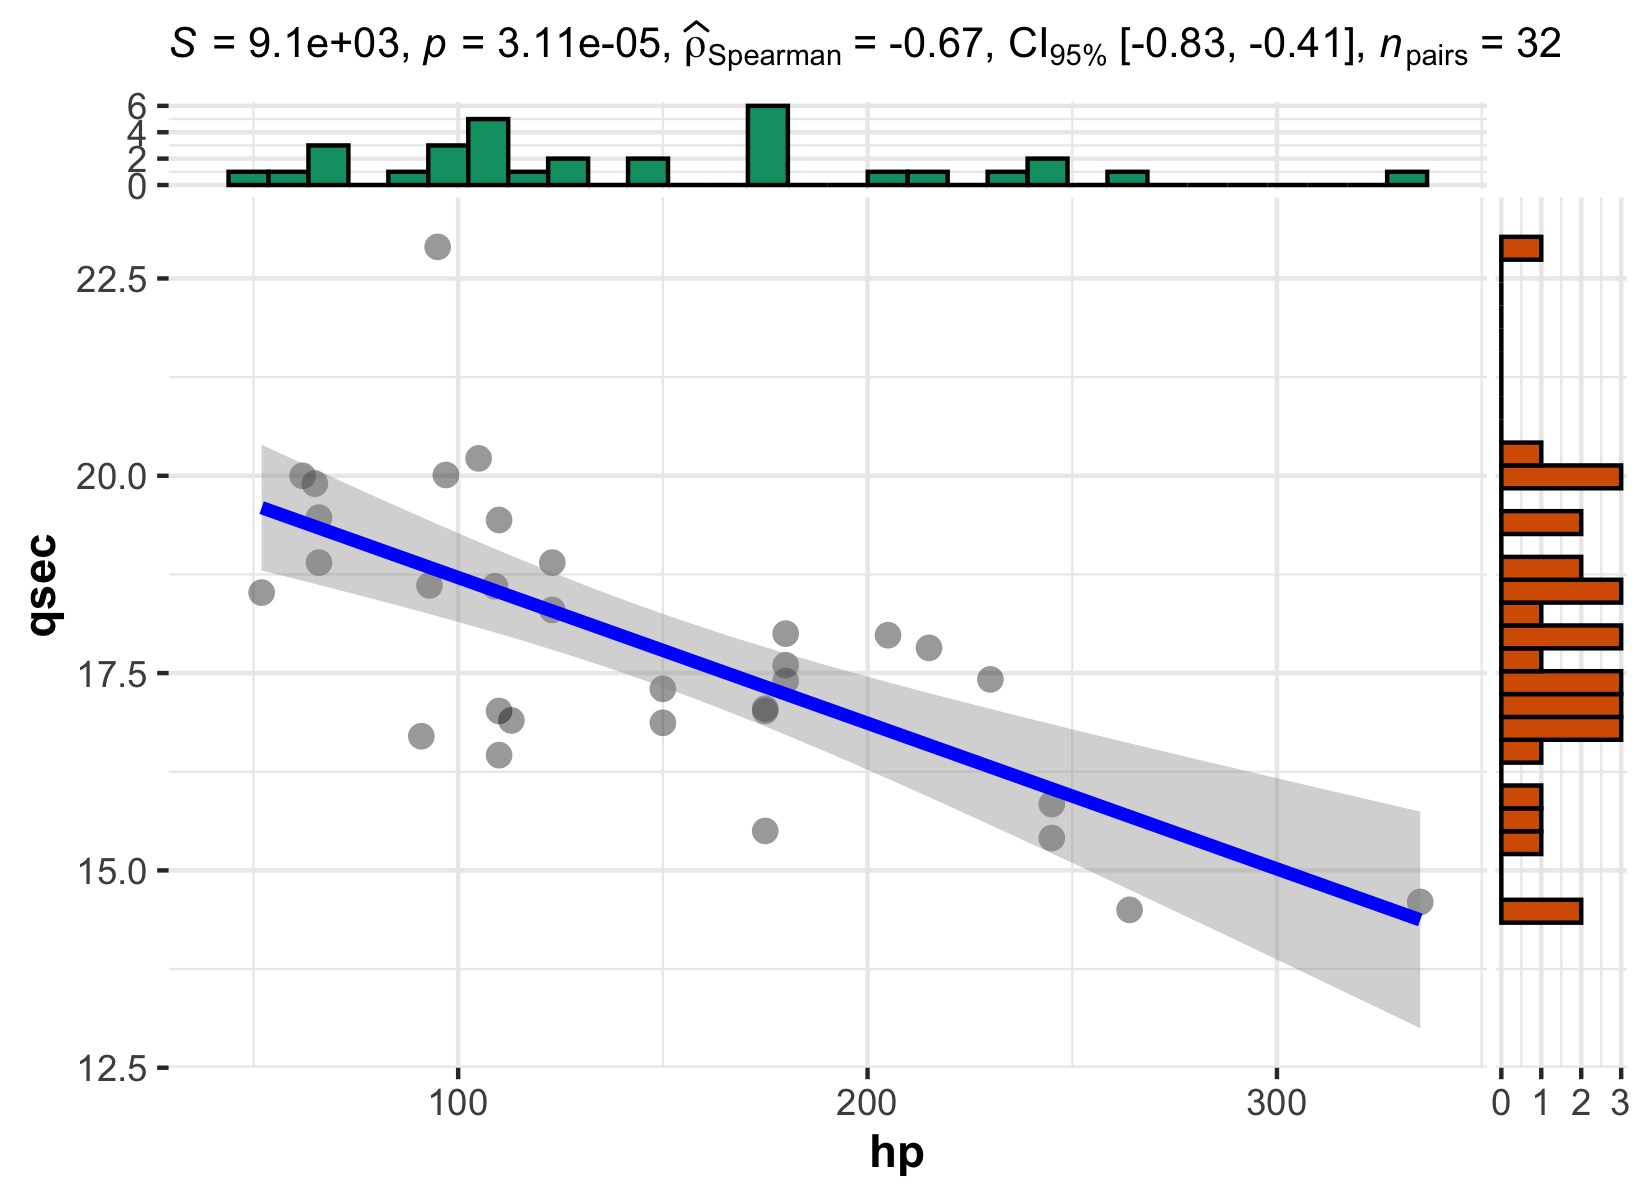 S = 9.1e+03, p = 3.11e-05, ρ̂Spearman = -0.67, CI95% [-0.83, -0.41], npairs = 32
6
4
2
0
22.5
20.0
17.5
15.0
12.5
qsec
100 200 300
0 1 2 3
hp